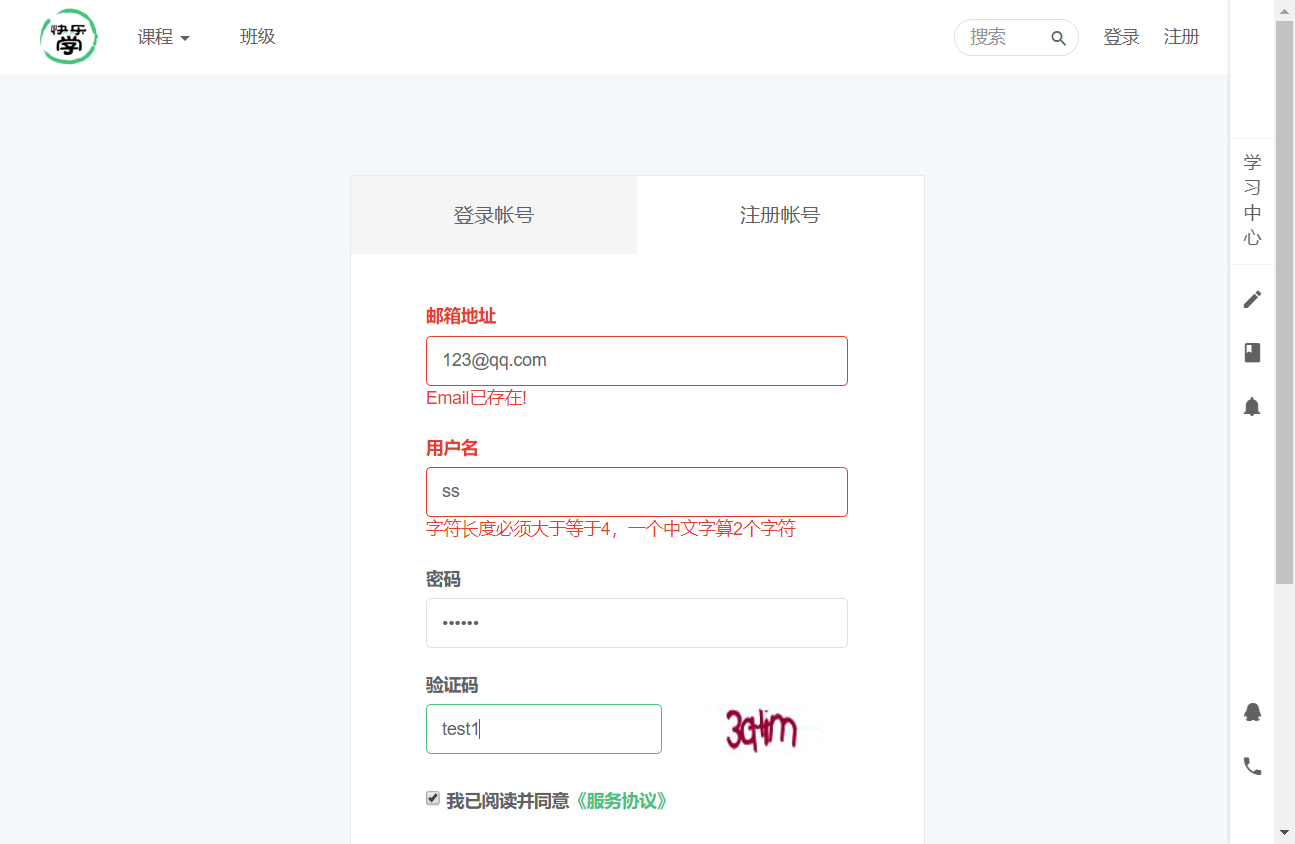 快乐学
课程
班级
搜索
登录
注册
登录帐号
注册帐号
邮箱地址
123@qq.com
Email已存在!
用户名
ss
字符长度必须大于等于4，一个中文字算2个字符
密码
••••••
验证码
test1
我已阅读并同意《服务协议》
学
习
中
心